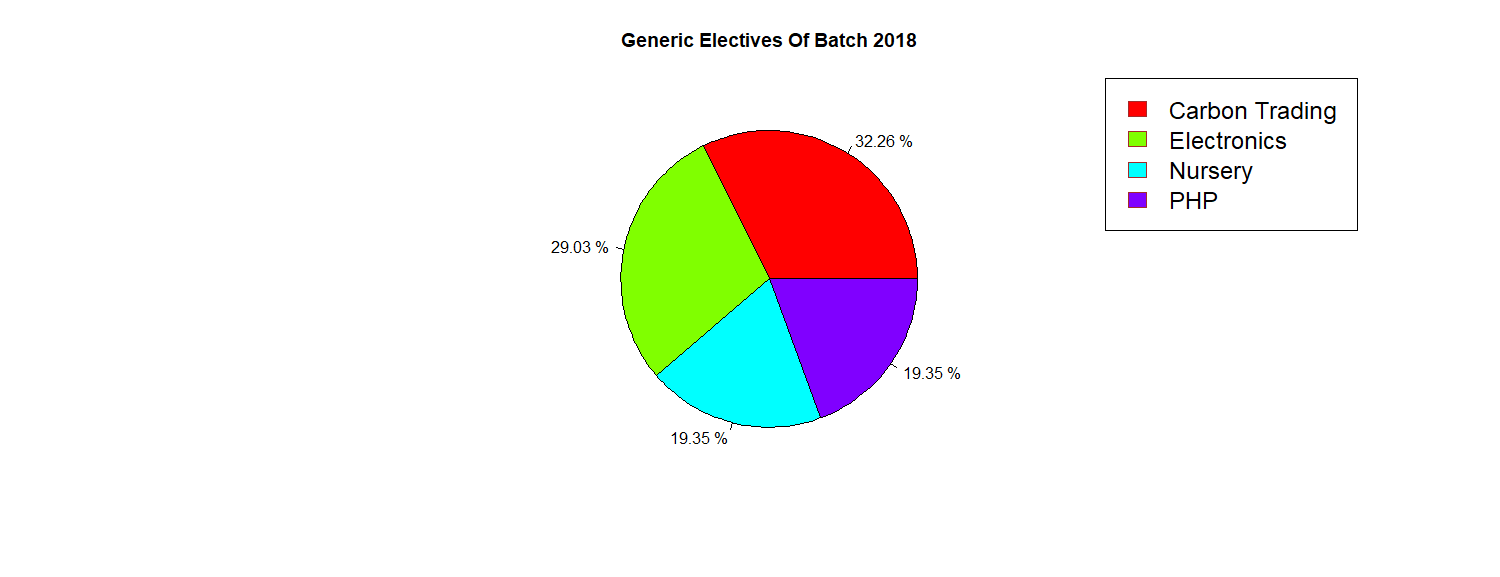 Generic Electives Of Batch 2018
Carbon Trading
Electronics
Nursery
PHP
32.26 %
29.03 %
19.35 %
19.35 %